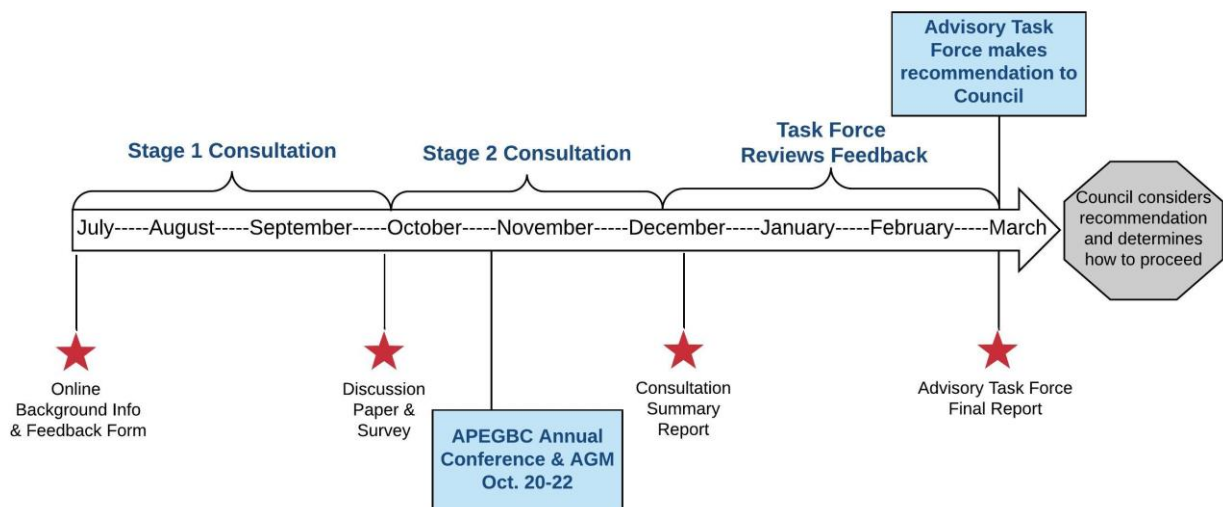 Advisory Task
Force makes
recommendation to
Council
Stage 1 Consultation
Stage 2 Consultation
Task Force
Reviews Feedback
July-----August-----September-----October-----November-----December-----January-----February-----March
Council considers
recommendation
and determines
how to proceed
Online
Background Info
& Feedback Form
Discussion
Paper &
Survey
APEGBC Annual
Conference & AGM
Oct. 20-22
Consultation
Summary
Report
Advisory Task Force
Final Report